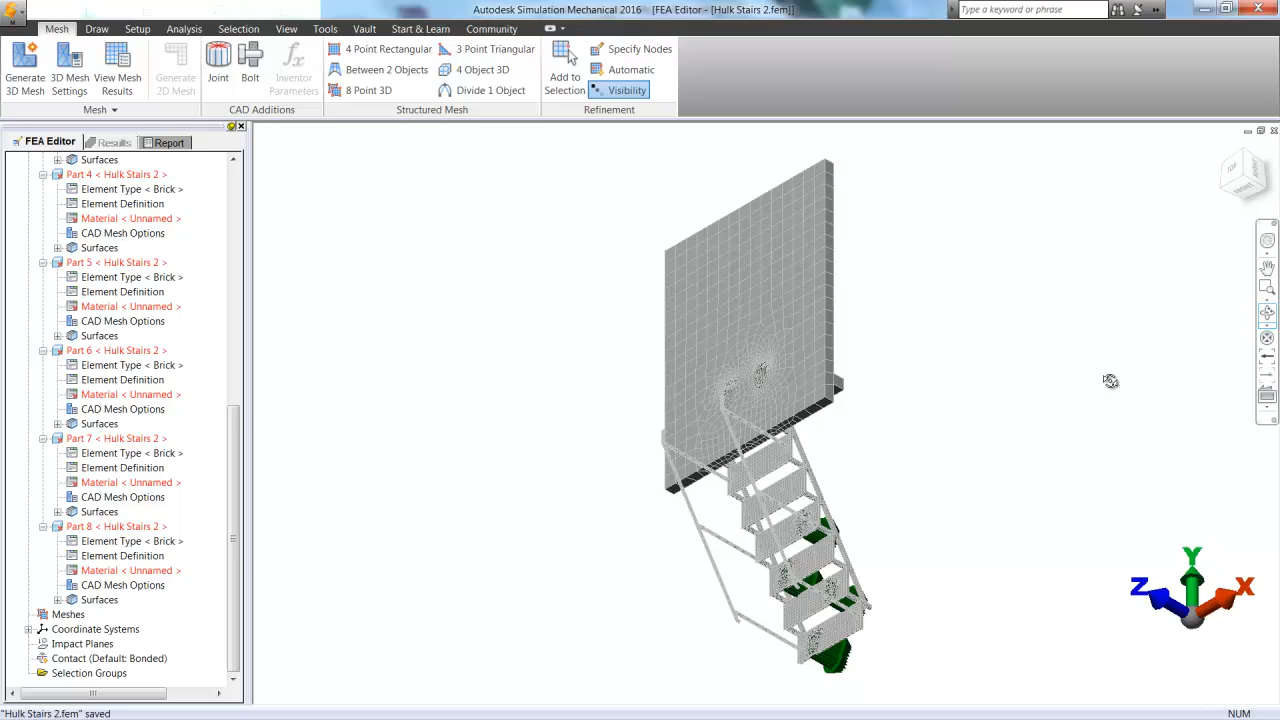 Autodesk Simulation Mechanical 2016 - [FEA Editor - [Hulk Stairs 2.fem]]
Type a keyword or phrase
Mesh Draw Setup Analysis Selection View Tools Vault Start & Learn Community
Generate 3D Mesh
3D Mesh Settings
View Mesh Results
Generate 2D Mesh
Mesh
Joint
Bolt
Inventor Parameters
CAD Additions
4 Point Rectangular
Between 2 Objects
8 Point 3D
3 Point Triangular
4 Object 3D
Divide 1 Object
Structured Mesh
Add to Selection
Specify Nodes
Automatic
Visibility
Refinement
FEA Editor Results Report
Surfaces
Part 4 < Hulk Stairs 2 >
Element Type < Brick >
Element Definition
Material < Unnamed >
CAD Mesh Options
Surfaces
Part 5 < Hulk Stairs 2 >
Element Type < Brick >
Element Definition
Material < Unnamed >
CAD Mesh Options
Surfaces
Part 6 < Hulk Stairs 2 >
Element Type < Brick >
Element Definition
Material < Unnamed >
CAD Mesh Options
Surfaces
Part 7 < Hulk Stairs 2 >
Element Type < Brick >
Element Definition
Material < Unnamed >
CAD Mesh Options
Surfaces
Part 8 < Hulk Stairs 2 >
Element Type < Brick >
Element Definition
Material < Unnamed >
CAD Mesh Options
Surfaces
Meshes
Coordinate Systems
Impact Planes
Contact (Default: Bonded)
Selection Groups
TOP
Y
Z
X
"Hulk Stairs 2.fem" saved
NUM